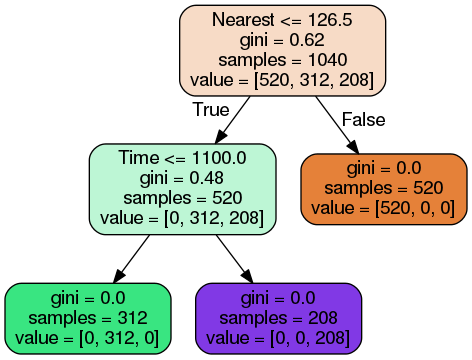 Nearest <= 126.5
gini = 0.62
samples = 1040
value = [520, 312, 208]
True
False
Time <= 1100.0
gini = 0.48
samples = 520
value = [0, 312, 208]
gini = 0.0
samples = 520
value = [520, 0, 0]
gini = 0.0
samples = 312
value = [0, 312, 0]
gini = 0.0
samples = 208
value = [0, 0, 208]